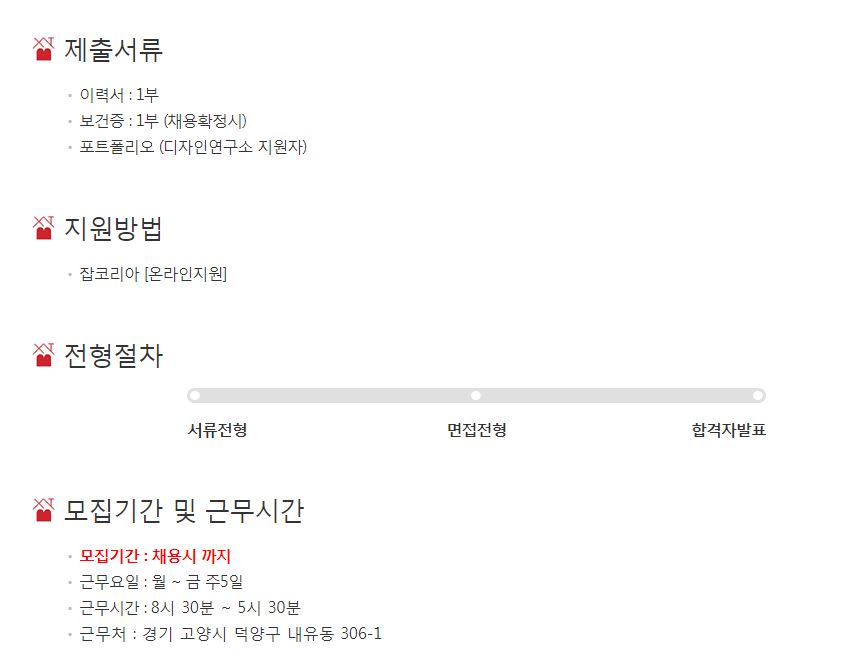 제출서류
이력서 : 1부
보건증 : 1부 (채용확정시)
포트폴리오 (디자인연구소 지원자)
지원방법
잡코리아 [온라인지원]
전형절차
서류전형 면접전형 합격자발표
모집기간 및 근무시간
모집기간 : 채용시 까지
근무요일 : 월 ~ 금 주5일
근무시간 : 8시 30분 ~ 5시 30분
근무처 : 경기 고양시 덕양구 내유동 306-1